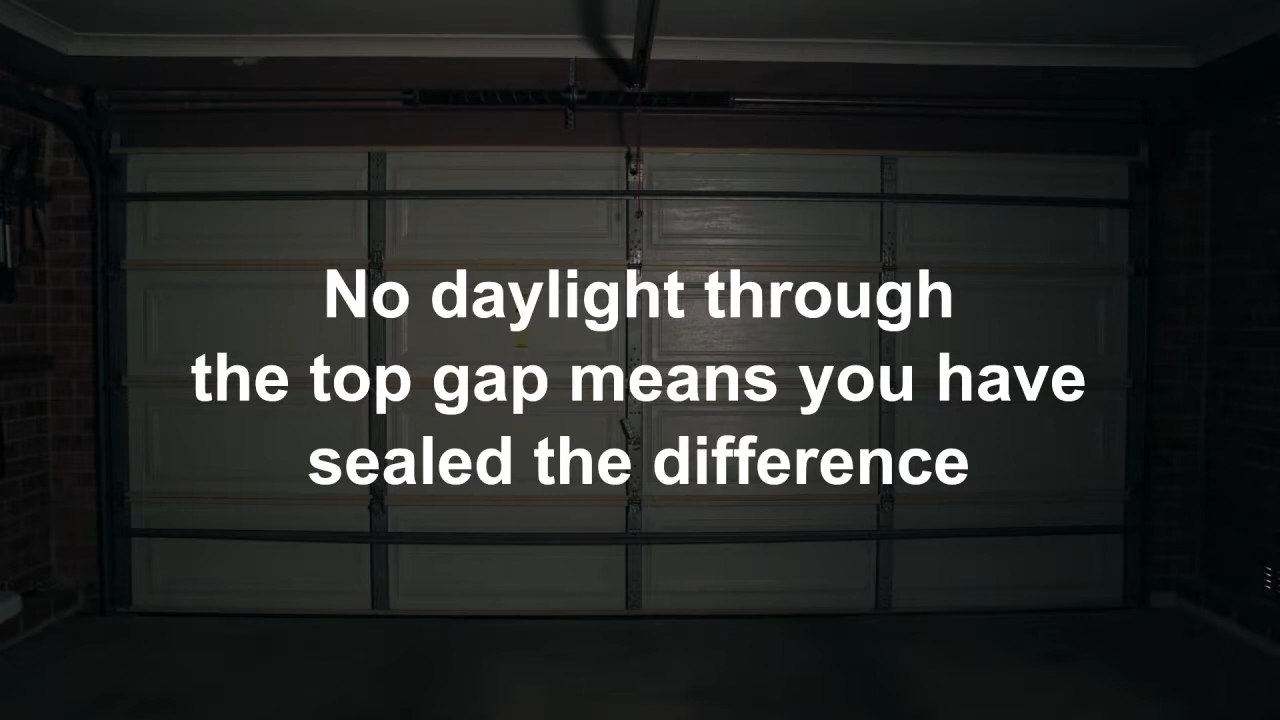 No daylight through
the top gap means you have
sealed the difference